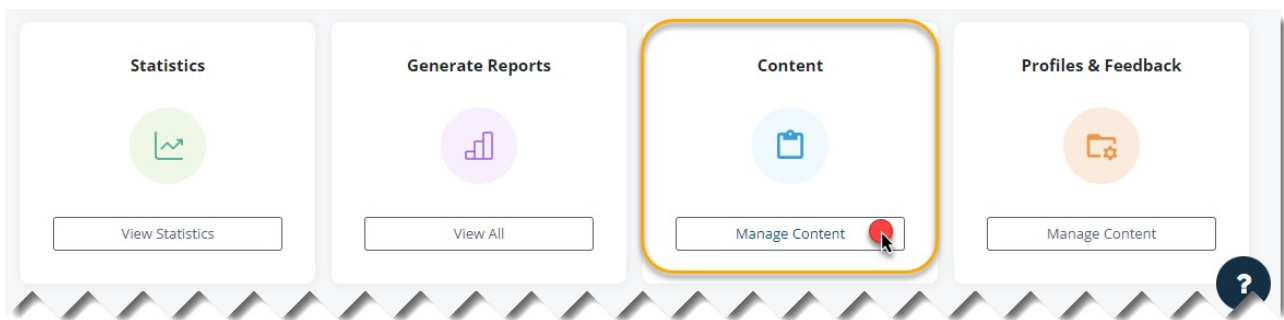 Statistics
Generate Reports
Content
Profiles & Feedback
View Statistics
View All
Manage Content
Manage Content
?